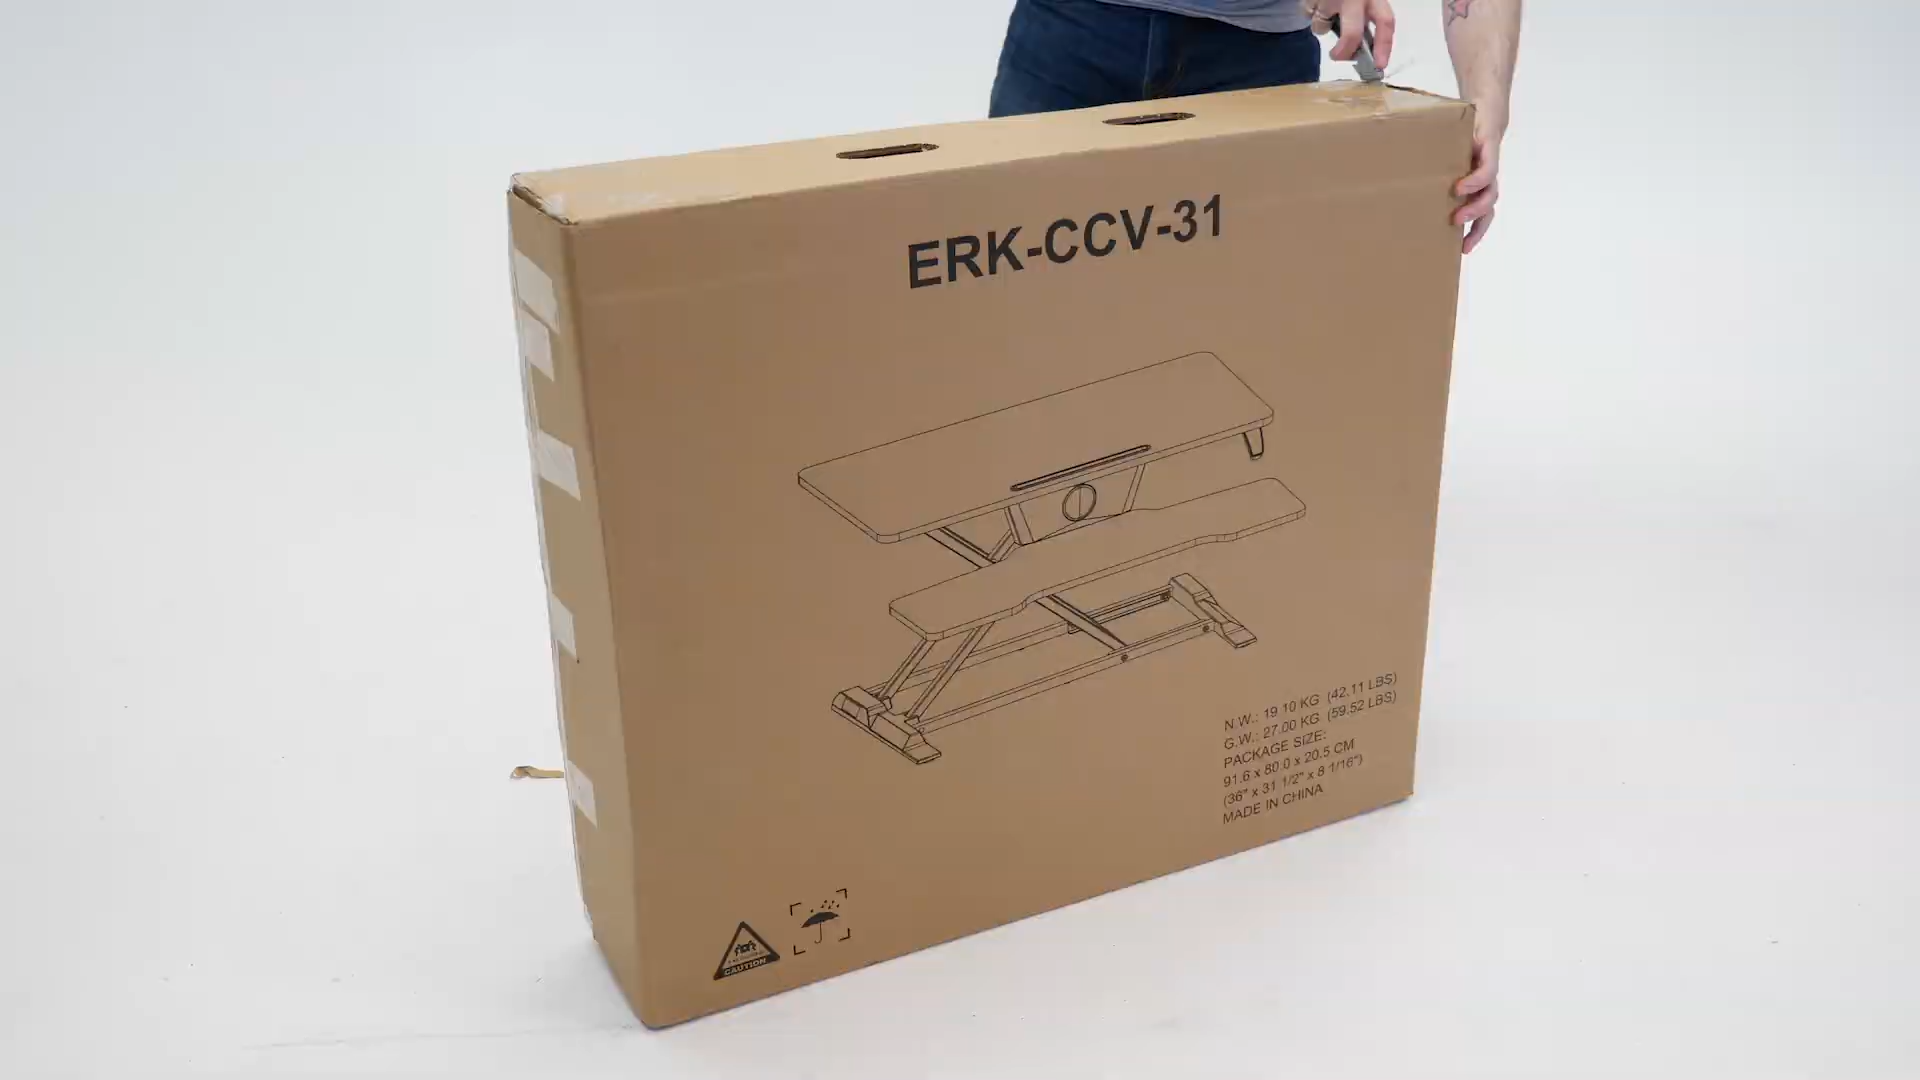 ERK-CCV-31
N.W.: 19.10 KG (42.11 LBS)
G.W.: 27.00 KG (59.52 LBS)
PACKAGE SIZE:
91.6 x 80.0 x 20.5 CM
(36" x 31 1/2" x 8 1/16")
MADE IN CHINA
CAUTION